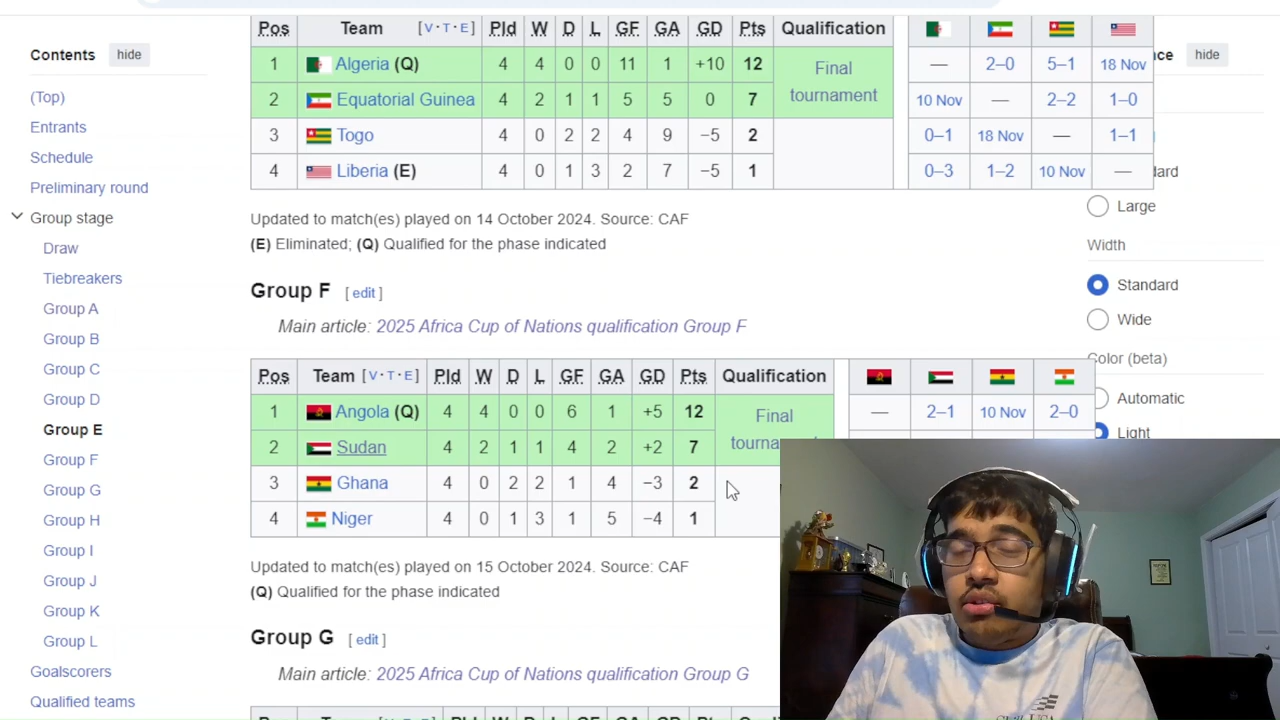 Contents hide
(Top)
Entrants
Schedule
Preliminary round
Group stage
Draw
Tiebreakers
Group A
Group B
Group C
Group D
Group E
Group F
Group G
Group H
Group I
Group J
Group K
Group L
Goalscorers
Qualified teams
Pos Team [V·T·E] Pld W D L GF GA GD Pts Qualification
1 Algeria (Q) 4 4 0 0 11 1 +10 12 Final tournament — 2–0 5–1 18 Nov
2 Equatorial Guinea 4 2 1 1 5 5 0 7 10 Nov — 2–2 1–0
3 Togo 4 0 2 2 4 9 −5 2 0–1 18 Nov — 1–1
4 Liberia (E) 4 0 1 3 2 7 −5 1 0–3 1–2 10 Nov —
Updated to match(es) played on 14 October 2024. Source: CAF
(E) Eliminated; (Q) Qualified for the phase indicated
Group F [ edit ]
Main article: 2025 Africa Cup of Nations qualification Group F
Pos Team [V·T·E] Pld W D L GF GA GD Pts Qualification
1 Angola (Q) 4 4 0 0 6 1 +5 12 Final — 2–1 10 Nov 2–0
2 Sudan 4 2 1 1 4 2 +2 7
3 Ghana 4 0 2 2 1 4 −3 2
4 Niger 4 0 1 3 1 5 −4 1
Updated to match(es) played on 15 October 2024. Source: CAF
(Q) Qualified for the phase indicated
Group G [ edit ]
Main article: 2025 Africa Cup of Nations qualification Group G
hide
Large
Width
Standard
Wide
Color (beta)
Automatic
Light